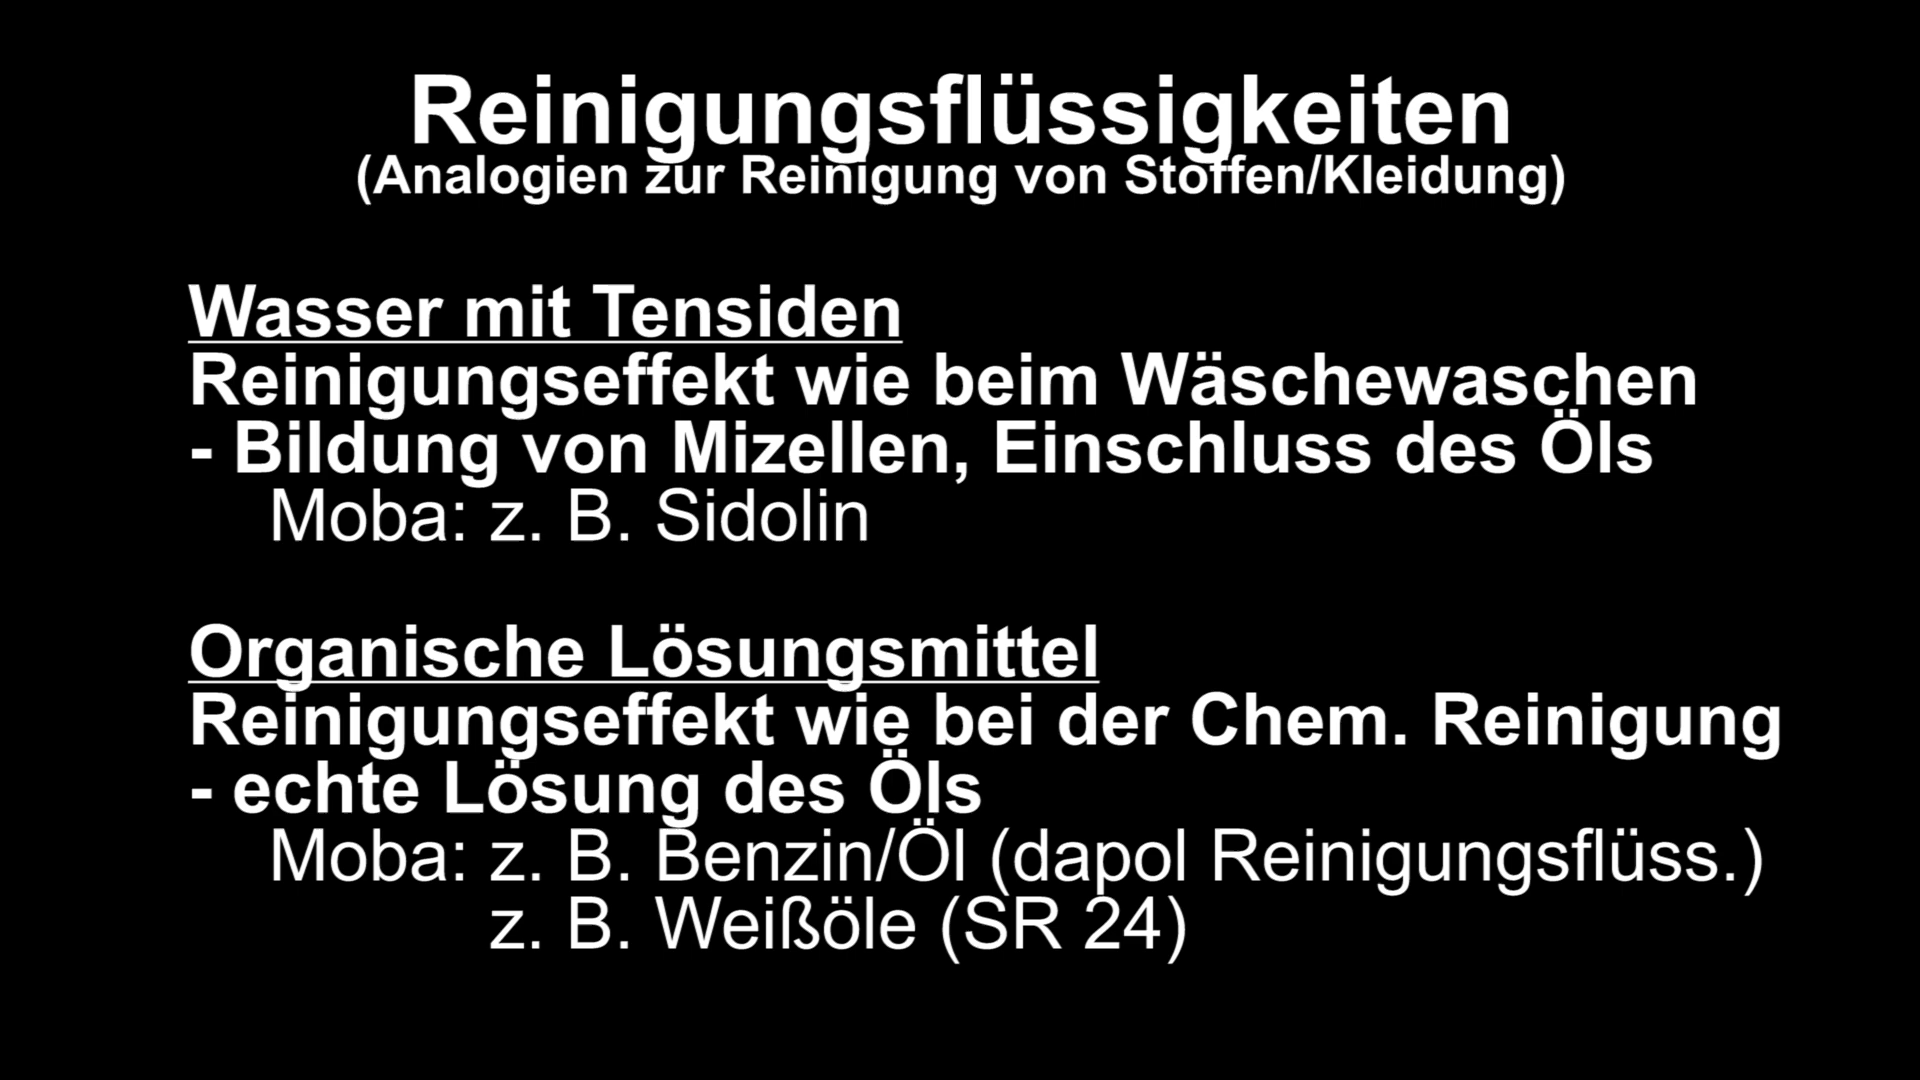 Reinigungsflüssigkeiten
(Analogien zur Reinigung von Stoffen/Kleidung)
Wasser mit Tensiden
Reinigungseffekt wie beim Wäschewaschen
- Bildung von Mizellen, Einschluss des Öls
Moba: z. B. Sidolin
Organische Lösungsmittel
Reinigungseffekt wie bei der Chem. Reinigung
- echte Lösung des Öls
Moba: z. B. Benzin/Öl (dapol Reinigungsflüss.)
z. B. Weißöle (SR 24)